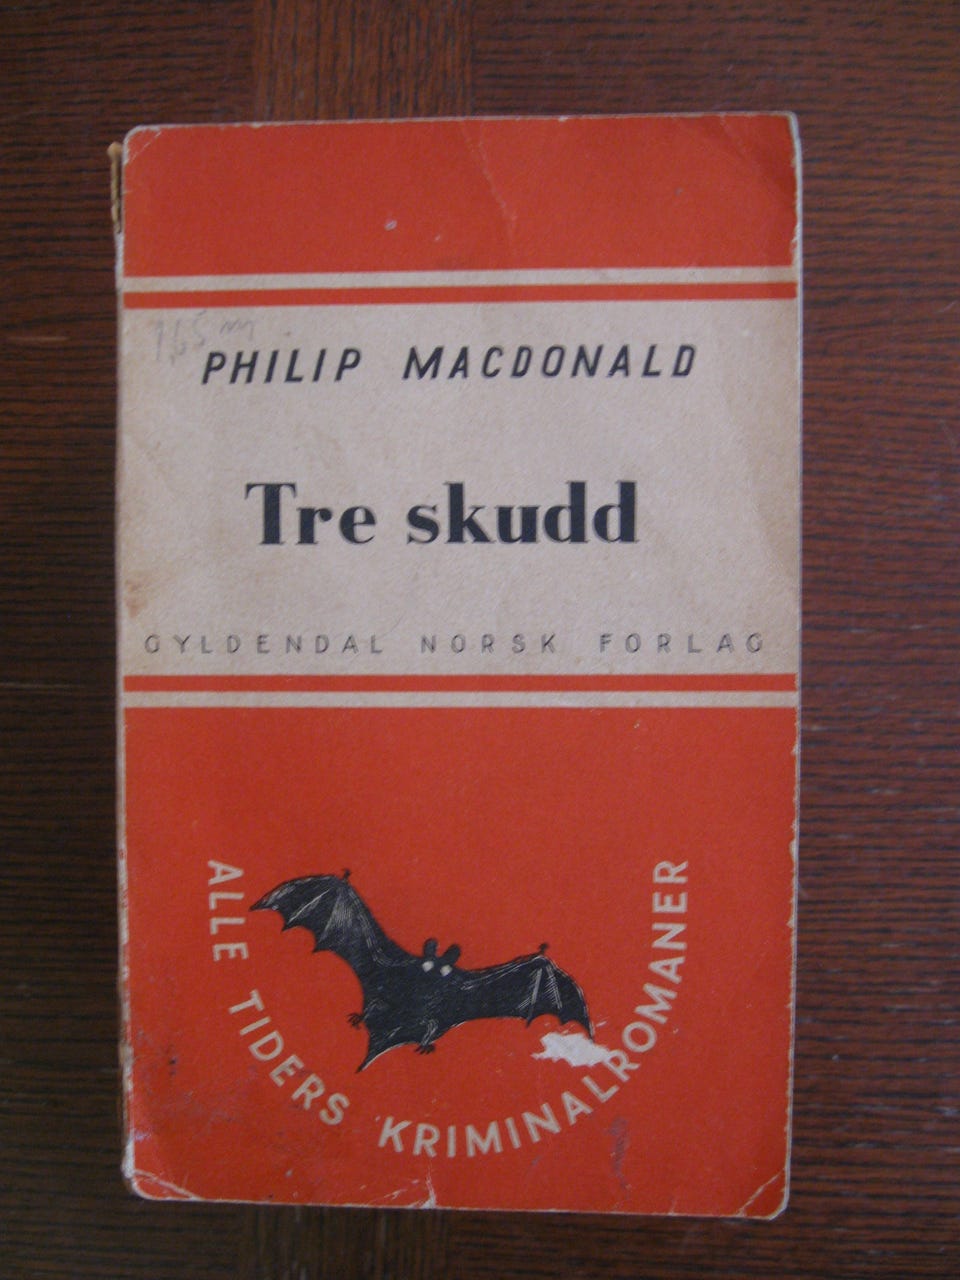 PHILIP MACDONALD
Tre skudd
GYLDENDAL NORSK FORLAG
ALLE TIDERS KRIMINALROMANER